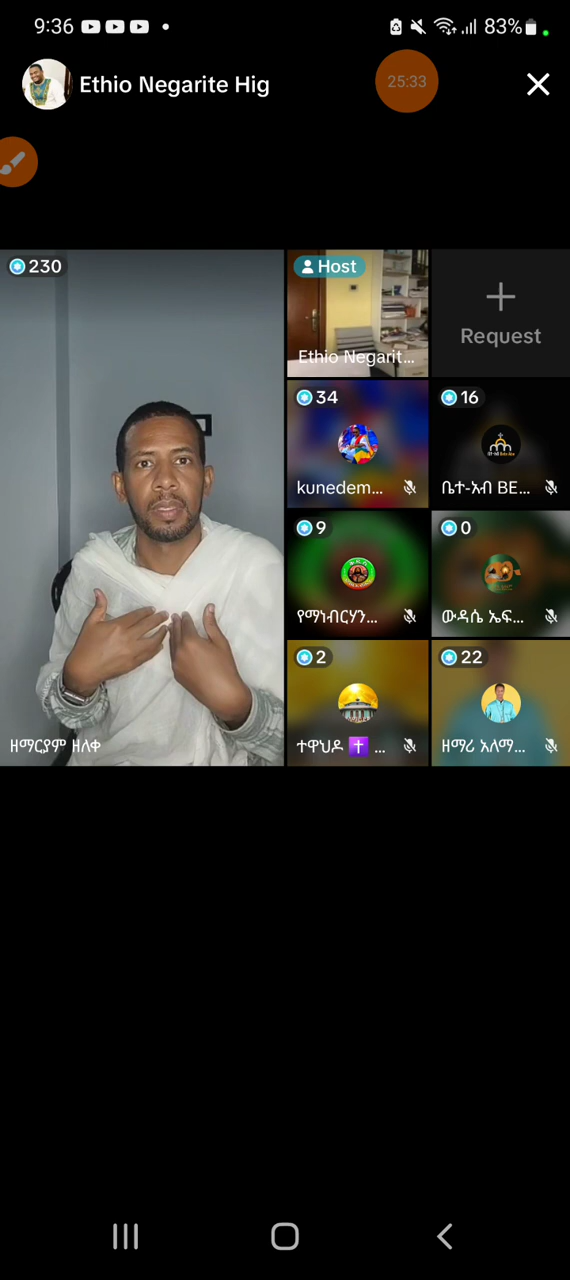 9:36
83%
Ethio Negarite Hig
25:33
230
Host
Ethio Negarit...
Request
34
kunedem...
16
ቤተ-አብ BE...
9
የማነብርሃን...
0
ውዳሴ ኤፍ...
2
ተዋህዶ ✝️ ...
22
ዘማሪ አለማ...
ዘማርያም ዘለቀ